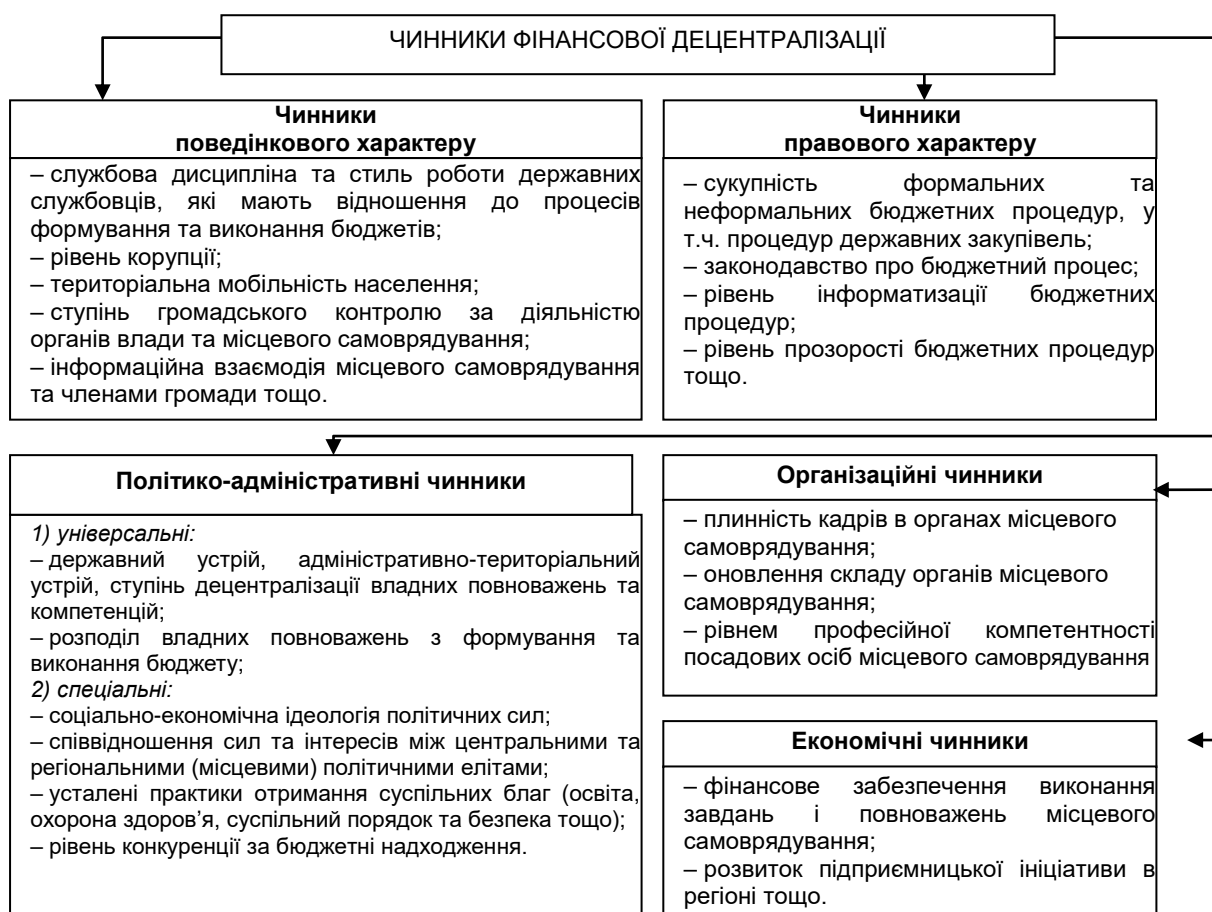 ЧИННИКИ ФІНАНСОВОЇ ДЕЦЕНТРАЛІЗАЦІЇ
Чинники
поведінкового характеру
– службова дисципліна та стиль роботи державних
службовців, які мають відношення до процесів
формування та виконання бюджетів;
– рівень корупції;
– територіальна мобільність населення;
– ступінь громадського контролю за діяльністю
органів влади та місцевого самоврядування;
– інформаційна взаємодія місцевого самоврядування
та членами громади тощо.
Чинники
правового характеру
– сукупність формальних та
неформальних бюджетних процедур, у
т.ч. процедур державних закупівель;
– законодавство про бюджетний процес;
– рівень інформатизації бюджетних
процедур;
– рівень прозорості бюджетних процедур
тощо.
Політико-адміністративні чинники
1) універсальні:
– державний устрій, адміністративно-територіальний
устрій, ступінь децентралізації владних повноважень та
компетенцій;
– розподіл владних повноважень з формування та
виконання бюджету;
2) спеціальні:
– соціально-економічна ідеологія політичних сил;
– співвідношення сил та інтересів між центральними та
регіональними (місцевими) політичними елітами;
– усталені практики отримання суспільних благ (освіта,
охорона здоров’я, суспільний порядок та безпека тощо);
– рівень конкуренції за бюджетні надходження.
Організаційні чинники
– плинність кадрів в органах місцевого
самоврядування;
– оновлення складу органів місцевого
самоврядування;
– рівнем професійної компетентності
посадових осіб місцевого самоврядування
Економічні чинники
– фінансове забезпечення виконання
завдань і повноважень місцевого
самоврядування;
– розвиток підприємницької ініціативи в
регіоні тощо.